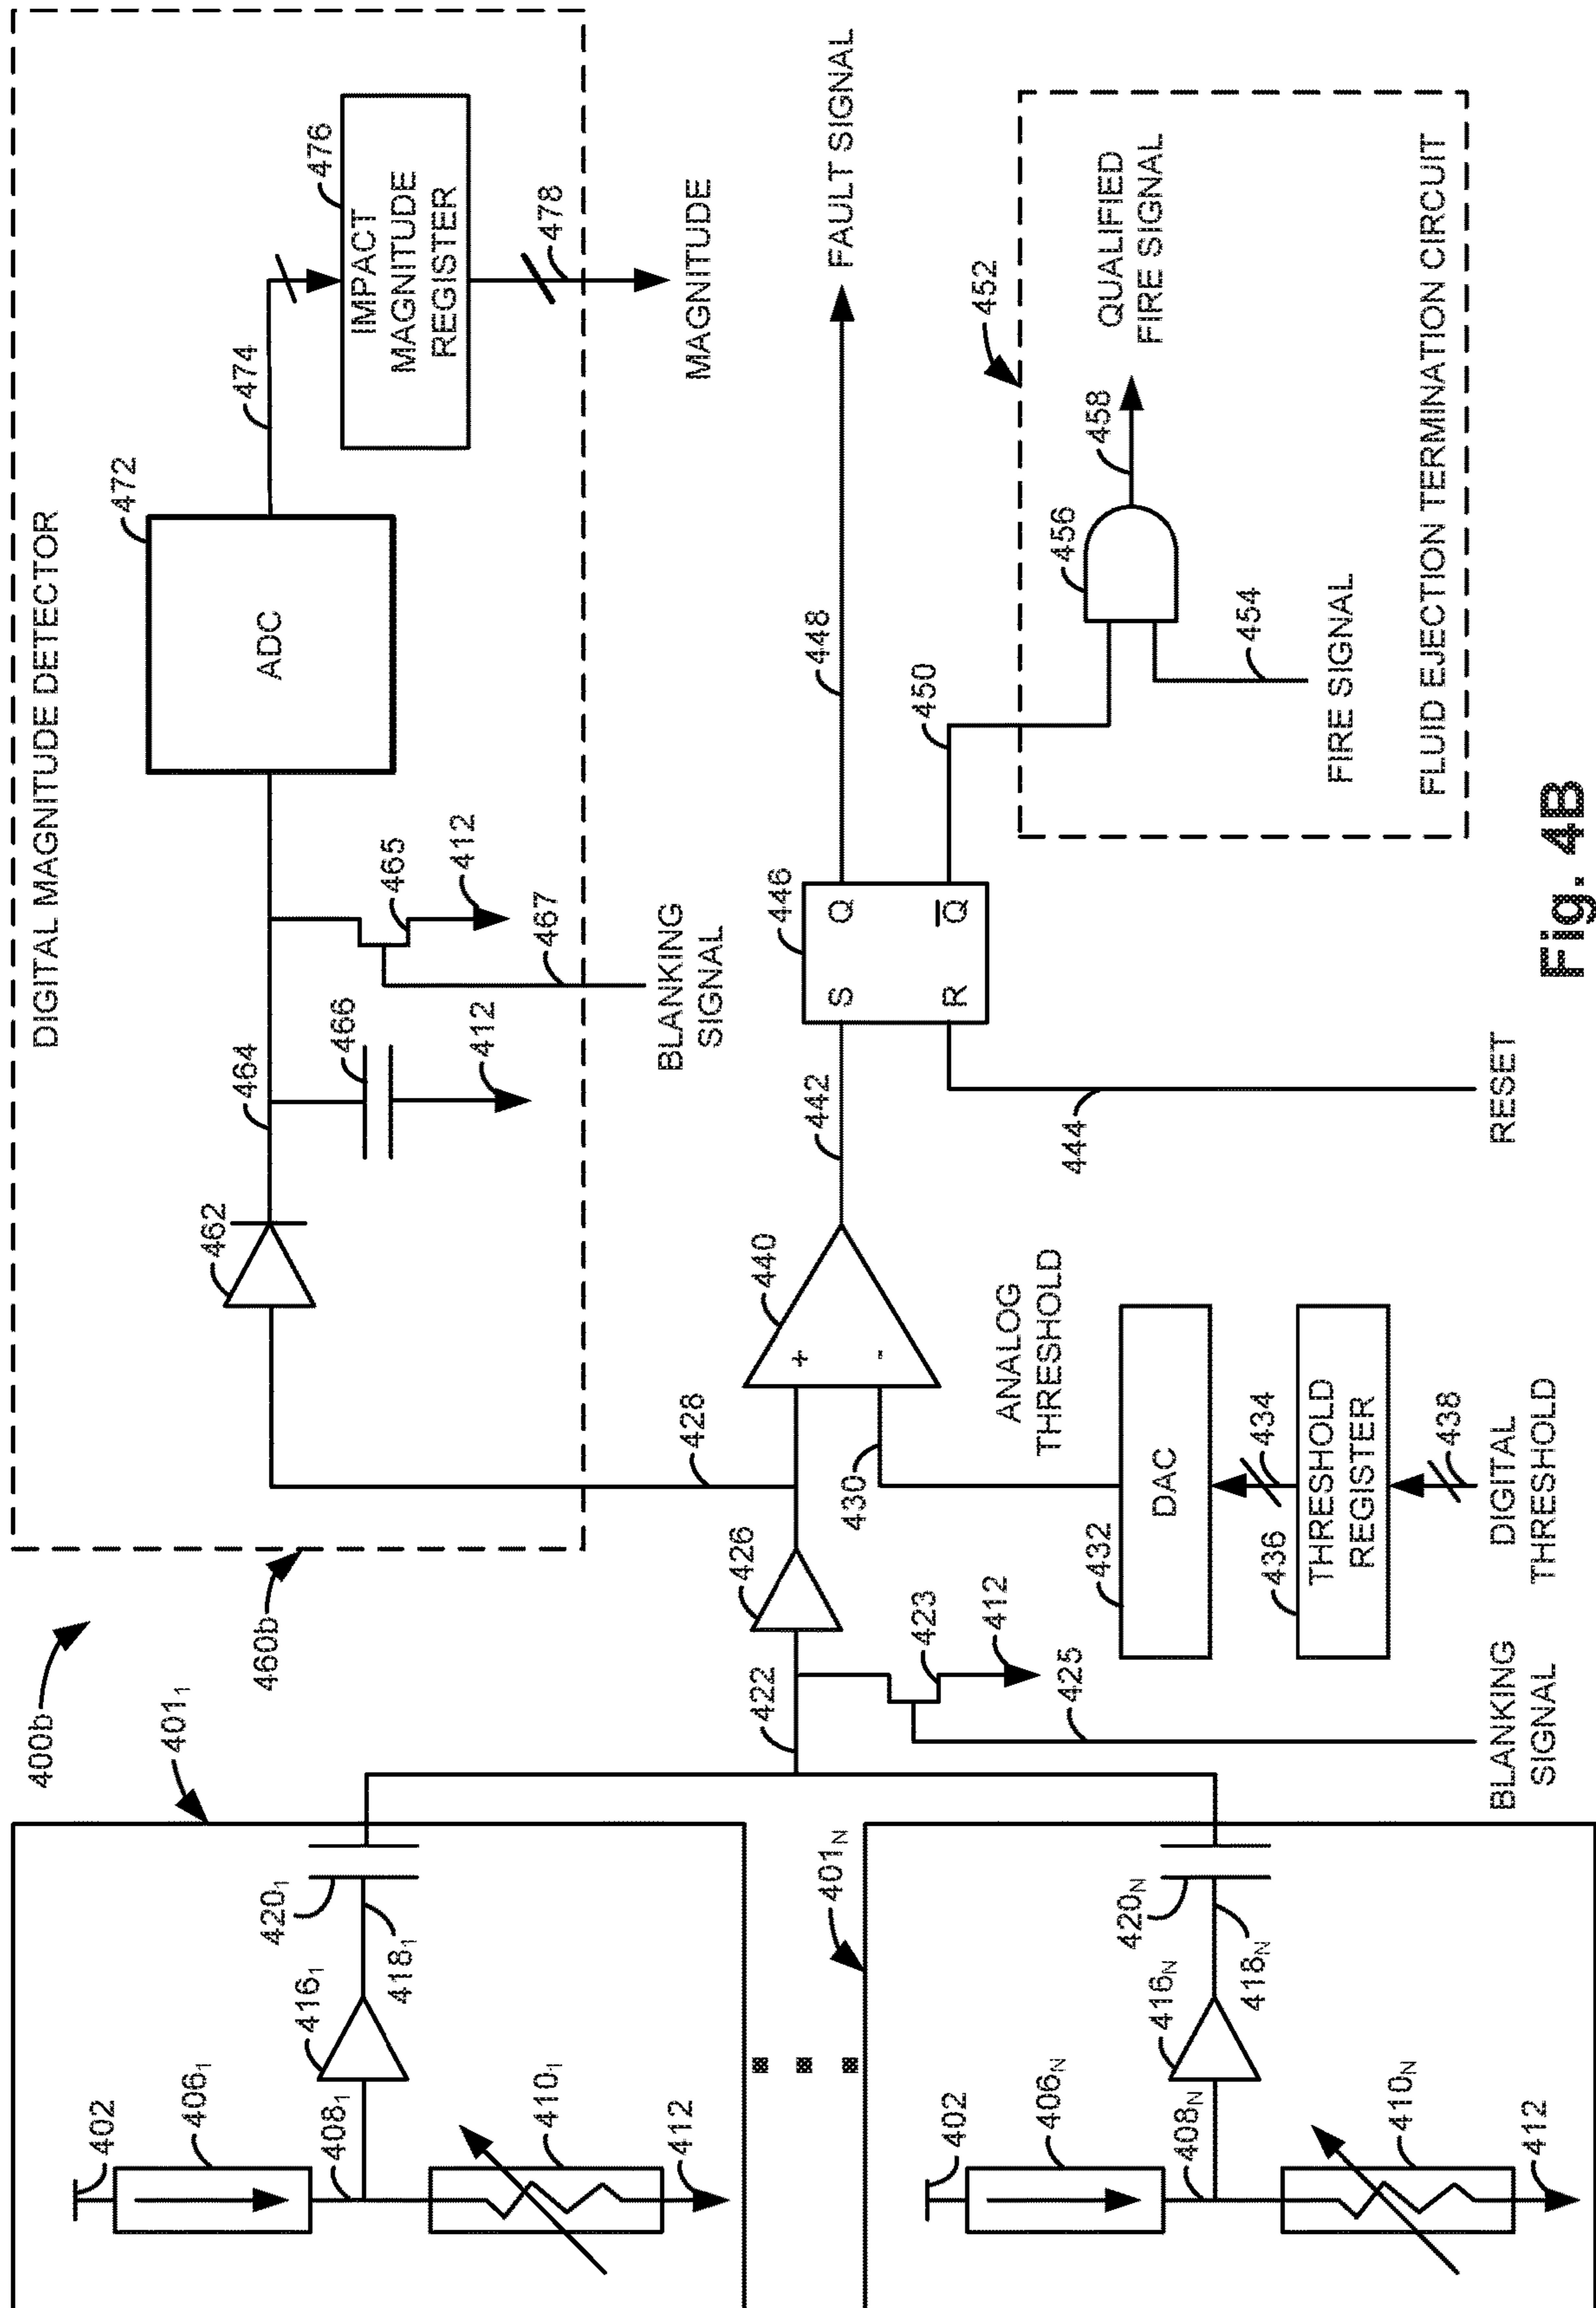 400b
401₁
402
406₁
408₁
410₁
412
416₁
418₁
420₁
401N
402
406N
408N
410N
412
416N
418N
420N
422
423
412
425
BLANKING
SIGNAL
426
428
430
432
DAC
434
436
THRESHOLD
REGISTER
438
DIGITAL
THRESHOLD
ANALOG
THRESHOLD
440
+
-
442
444
RESET
446
S
Q
R
Q̅
448
FAULT SIGNAL
450
452
454
FIRE SIGNAL
456
458
QUALIFIED
FIRE SIGNAL
FLUID EJECTION TERMINATION CIRCUIT
460b
DIGITAL MAGNITUDE DETECTOR
462
464
466
412
465
412
467
BLANKING
SIGNAL
472
ADC
474
476
IMPACT
MAGNITUDE
REGISTER
478
MAGNITUDE
Fig. 4B